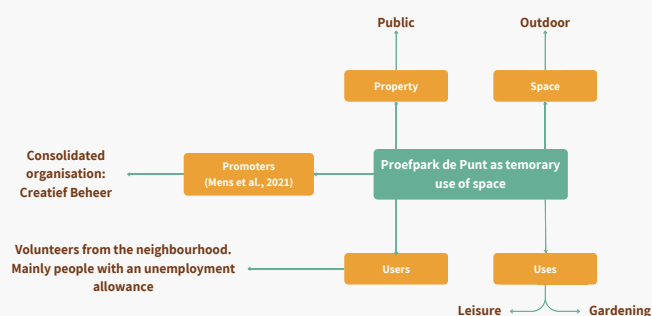 Public
Outdoor
Property
Space
Consolidated
organisation:
Creatief Beheer
Promoters
(Mens et al., 2021)
Proefpark de Punt as temorary
use of space
Volunteers from the neighbourhood.
Mainly people with an unemployment
allowance
Users
Uses
Leisure
Gardening